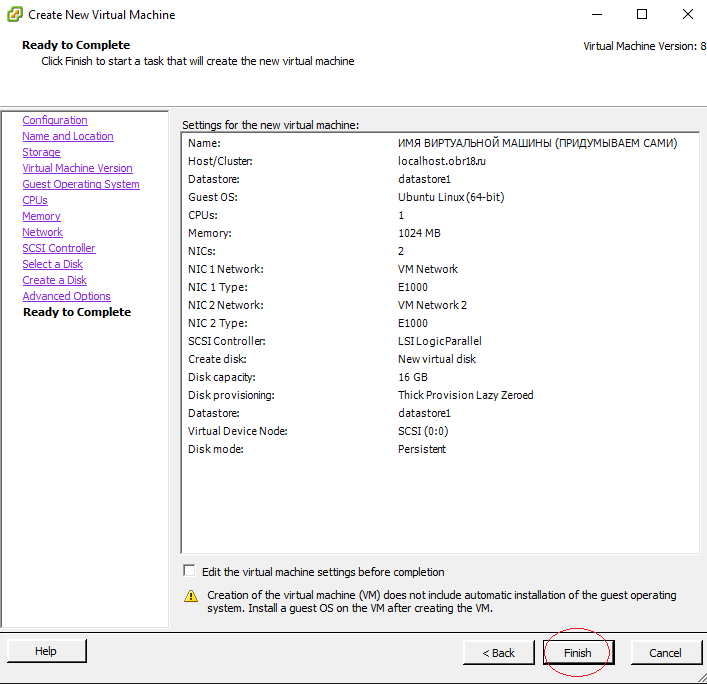 Create New Virtual Machine
Ready to Complete
Click Finish to start a task that will create the new virtual machine
Virtual Machine Version: 8
Configuration
Name and Location
Storage
Virtual Machine Version
Guest Operating System
CPUs
Memory
Network
SCSI Controller
Select a Disk
Create a Disk
Advanced Options
Ready to Complete
Settings for the new virtual machine:
Name: ИМЯ ВИРТУАЛЬНОЙ МАШИНЫ (ПРИДУМЫВАЕМ САМИ)
Host/Cluster: localhost.obr18.ru
Datastore: datastore1
Guest OS: Ubuntu Linux (64-bit)
CPUs: 1
Memory: 1024 MB
NICs: 2
NIC 1 Network: VM Network
NIC 1 Type: E1000
NIC 2 Network: VM Network 2
NIC 2 Type: E1000
SCSI Controller: LSI Logic Parallel
Create disk: New virtual disk
Disk capacity: 16 GB
Disk provisioning: Thick Provision Lazy Zeroed
Datastore: datastore1
Virtual Device Node: SCSI (0:0)
Disk mode: Persistent
Edit the virtual machine settings before completion
Creation of the virtual machine (VM) does not include automatic installation of the guest operating
system. Install a guest OS on the VM after creating the VM.
Help
< Back
Finish
Cancel